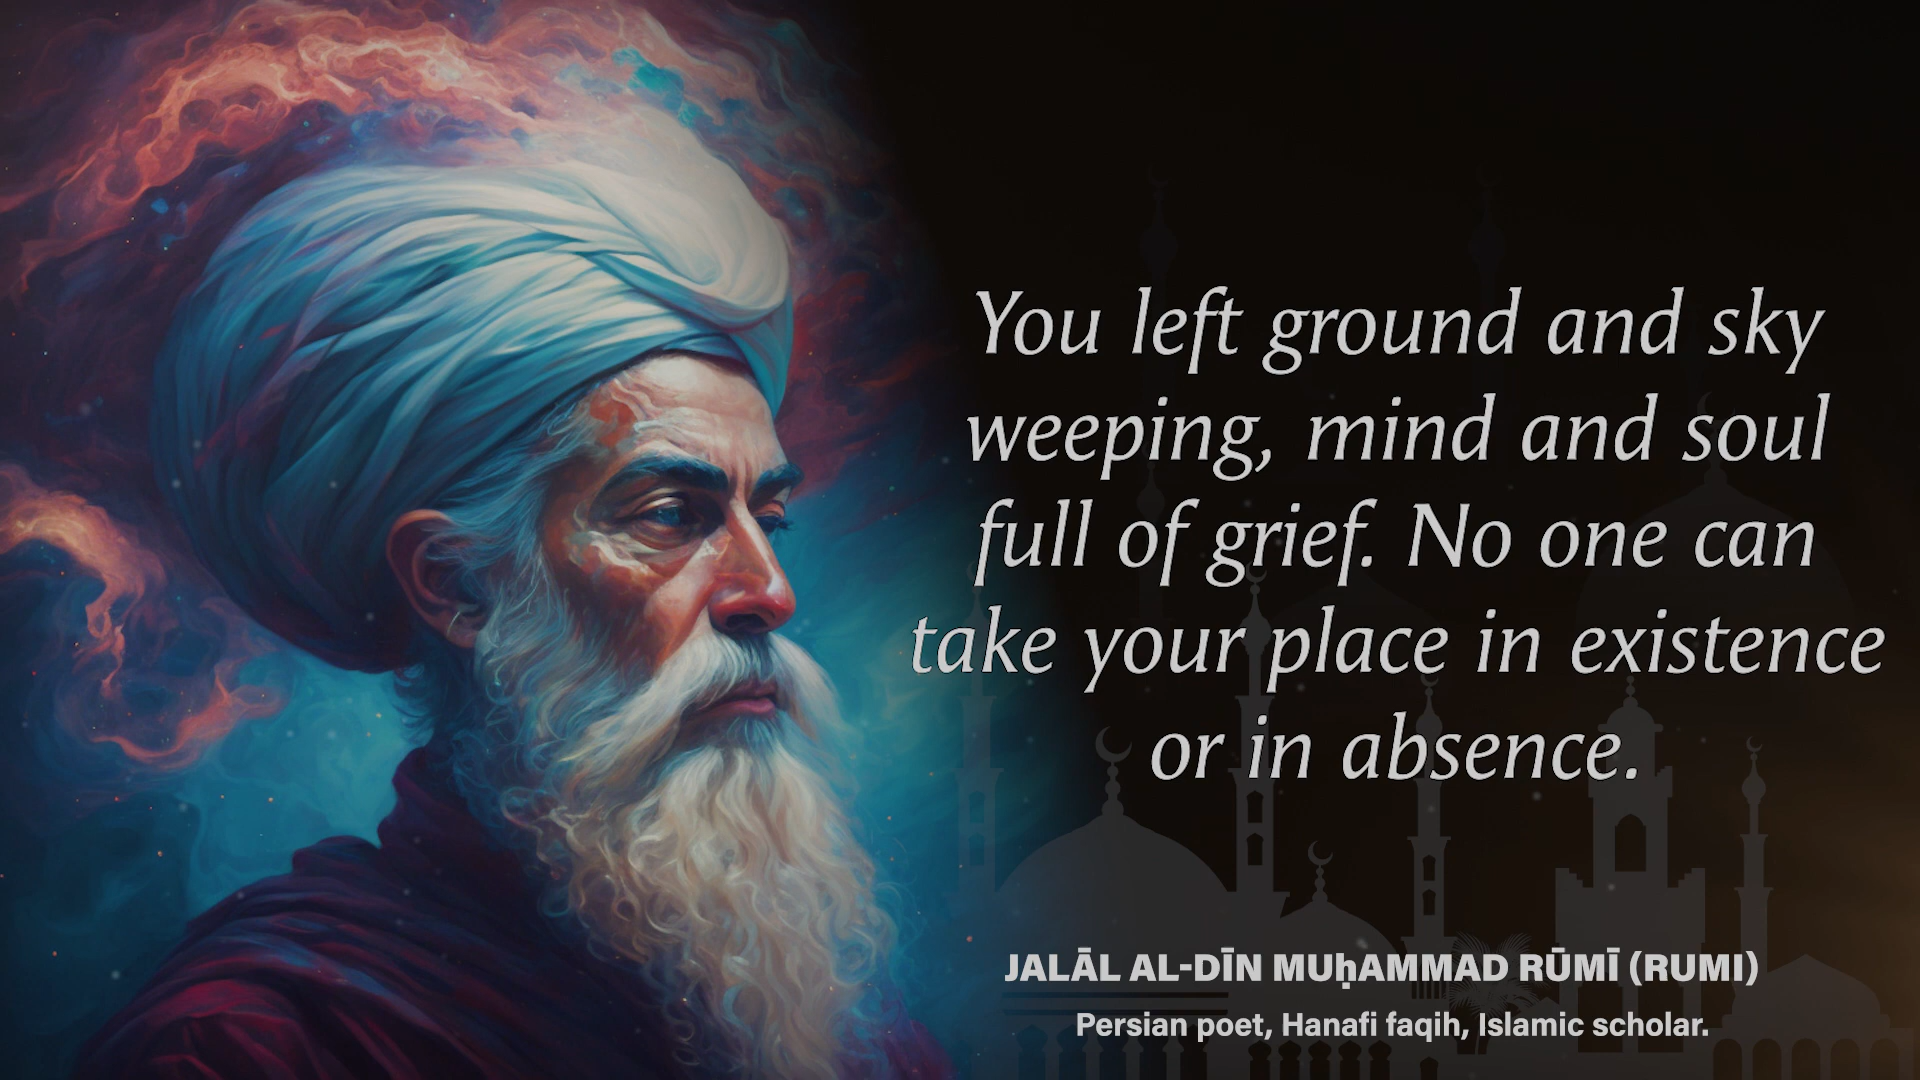 You left ground and sky
weeping, mind and soul
full of grief. No one can
take your place in existence
or in absence.
JALĀL AL-DĪN MUḥAMMAD RŪMĪ (RUMI)
Persian poet, Hanafi faqih, Islamic scholar.